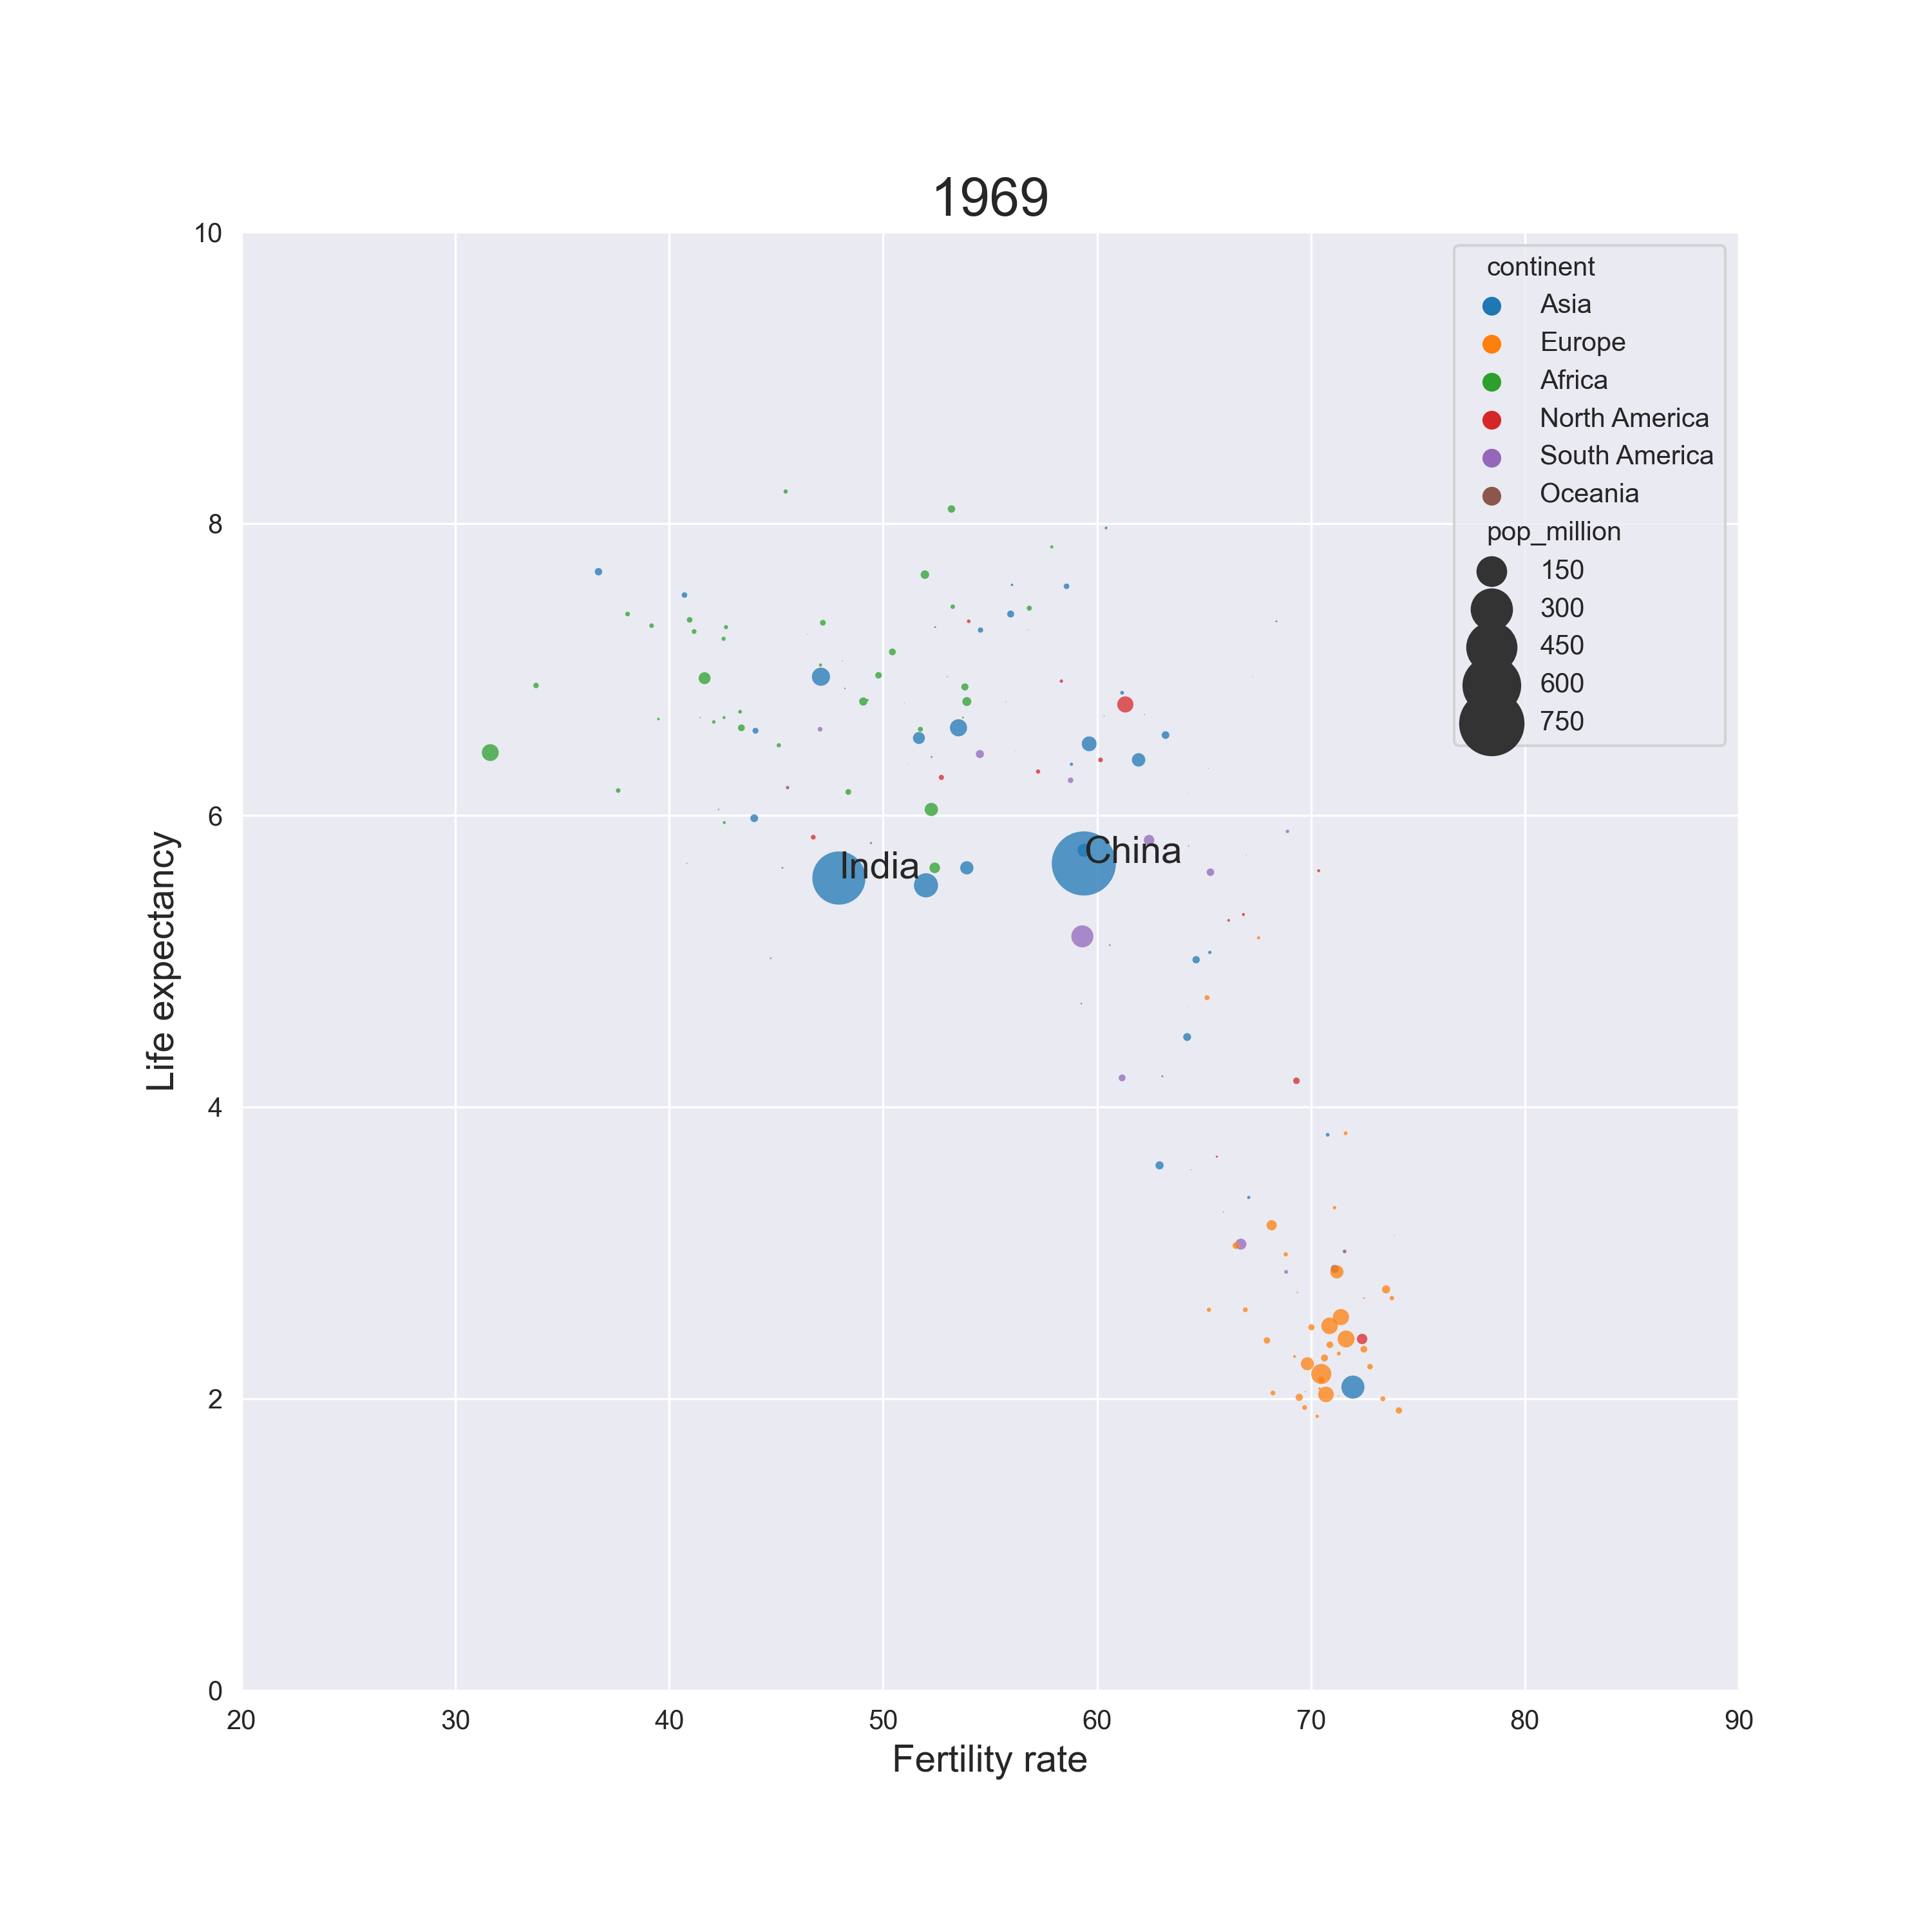 1969
10
8
6
4
2
0
Life expectancy
20 30 40 50 60 70 80 90
Fertility rate
continent
Asia
Europe
Africa
North America
South America
Oceania
pop_million
150
300
450
600
750
China
India